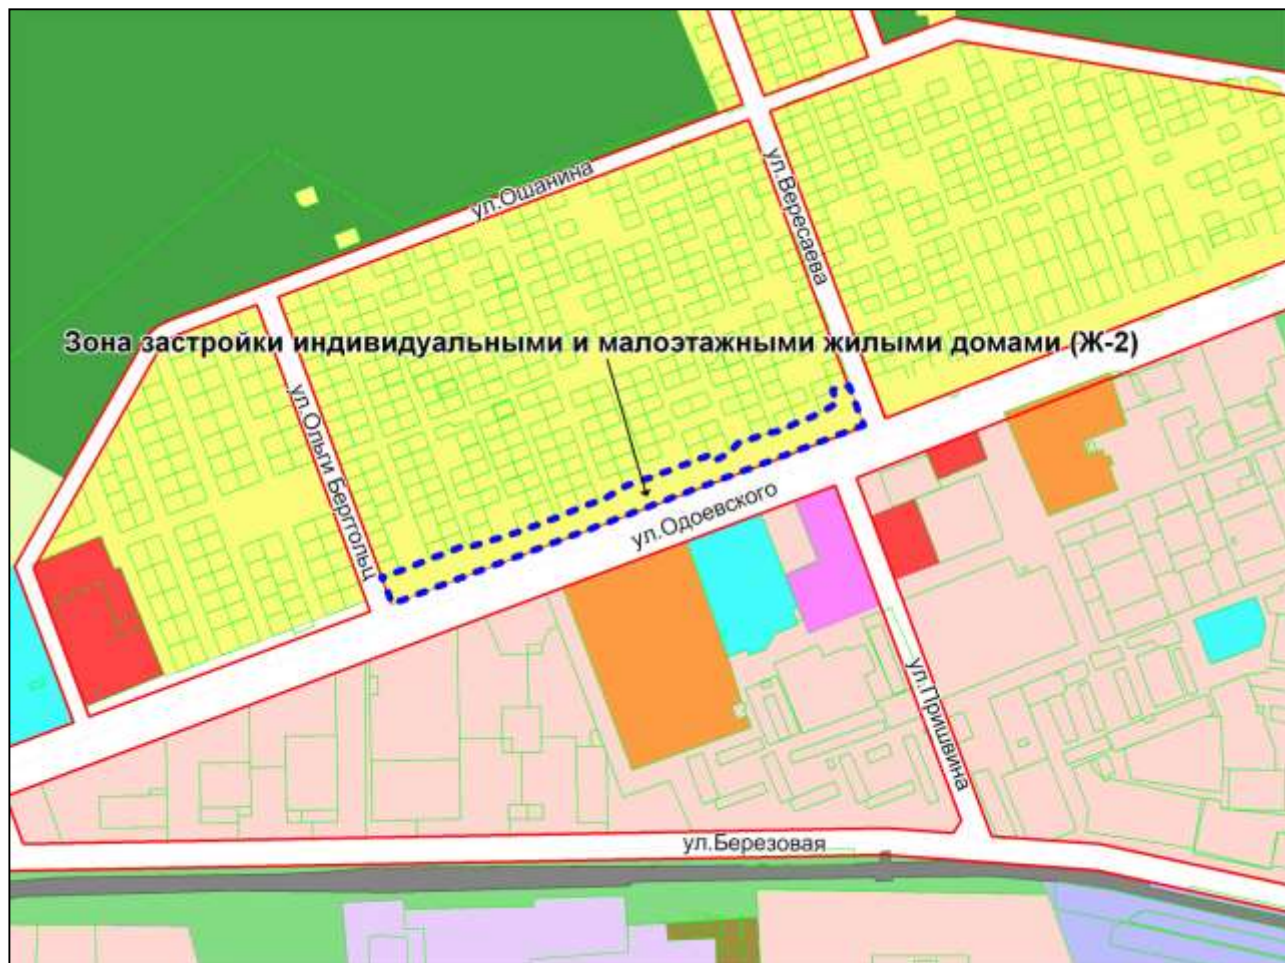 ул.Ошанина
ул.Вересаева
Зона застройки индивидуальными и малоэтажными жилыми домами (Ж-2)
ул.Ольги Берггольц
ул.Одоевского
ул.Пришвина
ул.Березовая